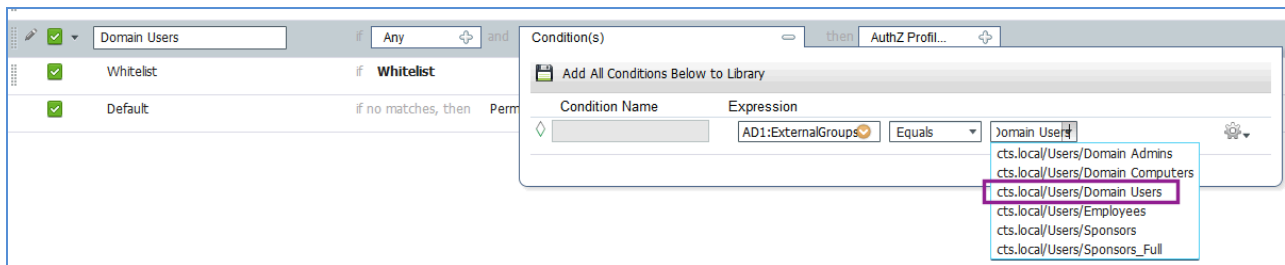 Domain Users if Any and Condition(s) then AuthZ Profil...
Whitelist if Whitelist
Add All Conditions Below to Library
Default if no matches, then Perm
Condition Name Expression
AD1:ExternalGroups Equals Domain Users
cts.local/Users/Domain Admins
cts.local/Users/Domain Computers
cts.local/Users/Domain Users
cts.local/Users/Employees
cts.local/Users/Sponsors
cts.local/Users/Sponsors_Full